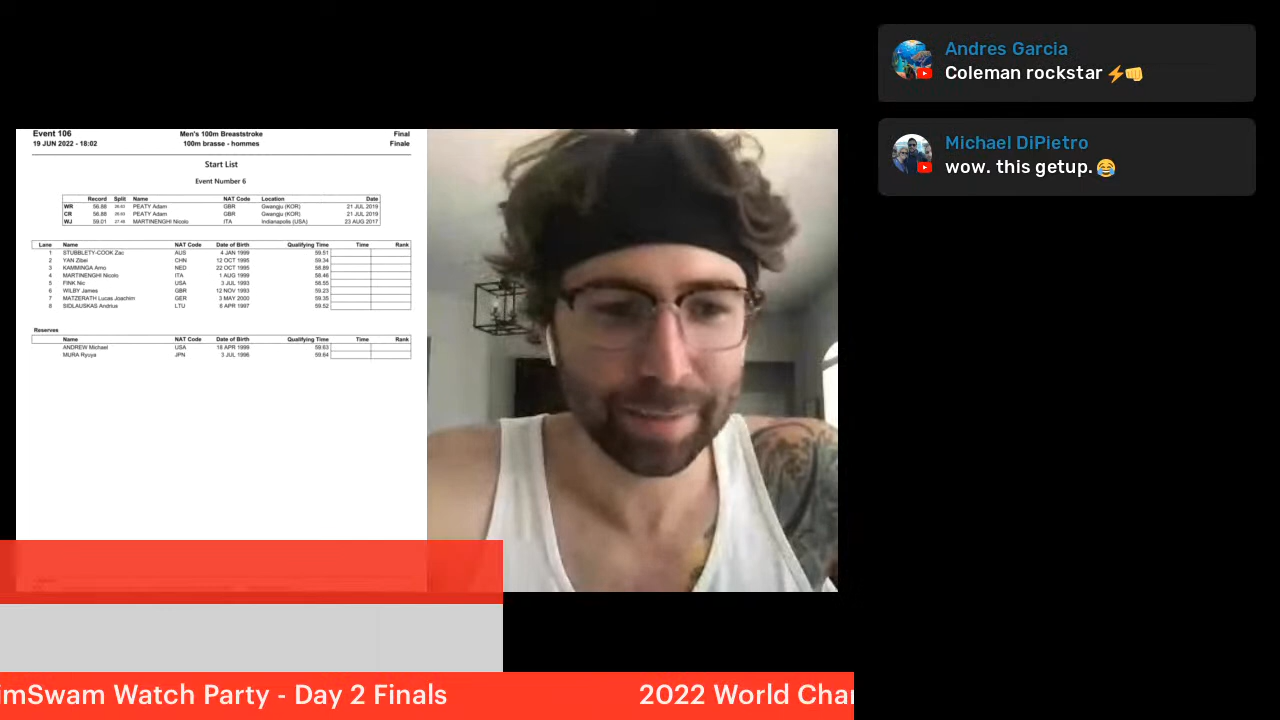 Event 106 Men's 100m Breaststroke Final
19 JUN 2022 - 18:02 100m brasse - hommes Finale
Start List
Event Number 6
Record Split Name NAT Code Location Date
WR 56.88 26.63 PEATY Adam GBR Gwangju (KOR) 21 JUL 2019
CR 56.88 26.63 PEATY Adam GBR Gwangju (KOR) 21 JUL 2019
WJ 59.01 MARTINENGHI Nicolo ITA Indianapolis (USA) 23 AUG 2017
Lane Name NAT Code Date of Birth Qualifying Time Time Rank
1 STUBBLETY-COOK Zac AUS 4 JAN 1999 59.51
2 YAN Zibei CHN 12 OCT 1995 59.34
3 KAMMINGA Arno NED 22 OCT 1995 58.89
4 MARTINENGHI Nicolo ITA 1 AUG 1999 58.46
5 FINK Nic USA 3 JUL 1993 58.55
6 WILBY James GBR 12 NOV 1993 59.23
7 MATZERATH Lucas Joachim GER 3 MAY 2000 59.35
8 SIDLAUSKAS Andrius LTU 6 APR 1997 59.52
Reserves
Name NAT Code Date of Birth Qualifying Time Time Rank
ANDREW Michael USA 18 APR 1999 59.63
MURA Ryuya JPN 3 JUL 1996 59.64
Andres Garcia
Coleman rockstar ⚡👊
Michael DiPietro
wow. this getup. 😂
imSwam Watch Party - Day 2 Finals 2022 World Cha